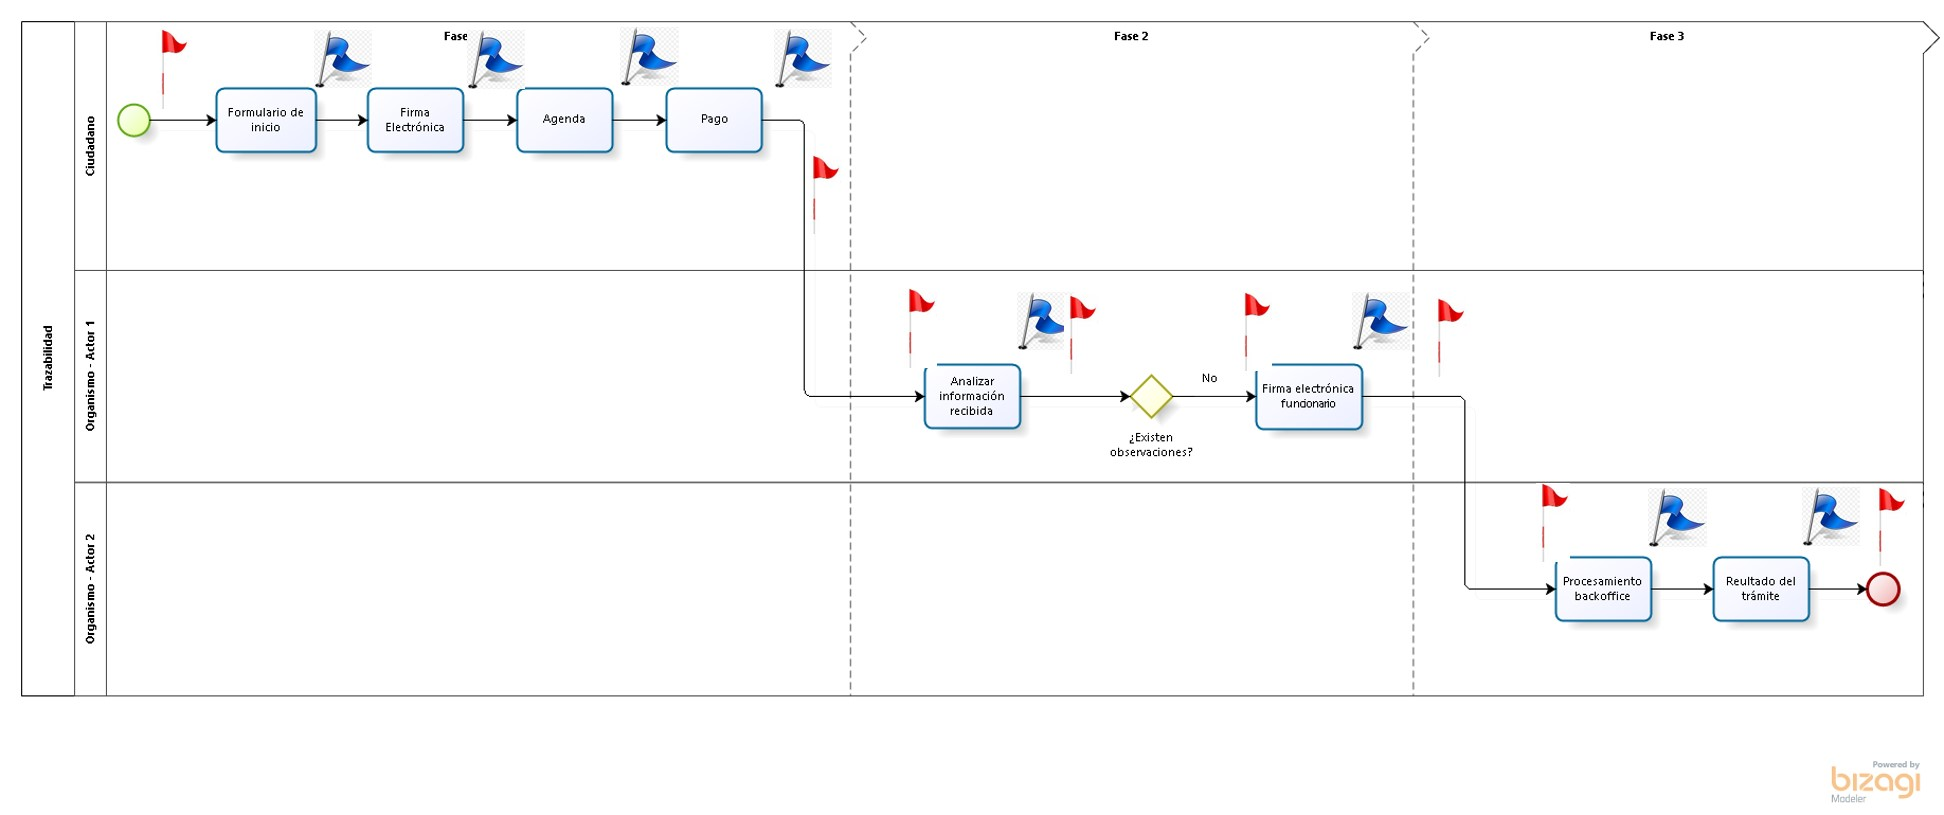 Fase
Fase 2
Fase 3
Trazabilidad
Ciudadano
Formulario de
inicio
Firma
Electrónica
Agenda
Pago
Organismo - Actor 1
Analizar
información
recibida
¿Existen
observaciones?
No
Firma electrónica
funcionario
Organismo - Actor 2
Procesamiento
backoffice
Reultado del
trámite
Powered by
bizagi
Modeler